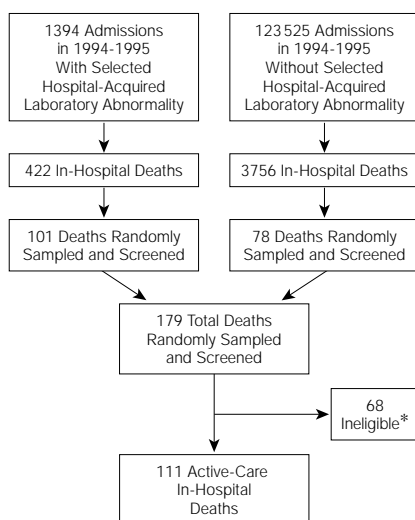 1394 Admissions
in 1994-1995
With Selected
Hospital-Acquired
Laboratory Abnormality
123 525 Admissions
in 1994-1995
Without Selected
Hospital-Acquired
Laboratory Abnormality
422 In-Hospital Deaths
3756 In-Hospital Deaths
101 Deaths Randomly
Sampled and Screened
78 Deaths Randomly
Sampled and Screened
179 Total Deaths
Randomly Sampled
and Screened
68
Ineligible*
111 Active-Care
In-Hospital
Deaths